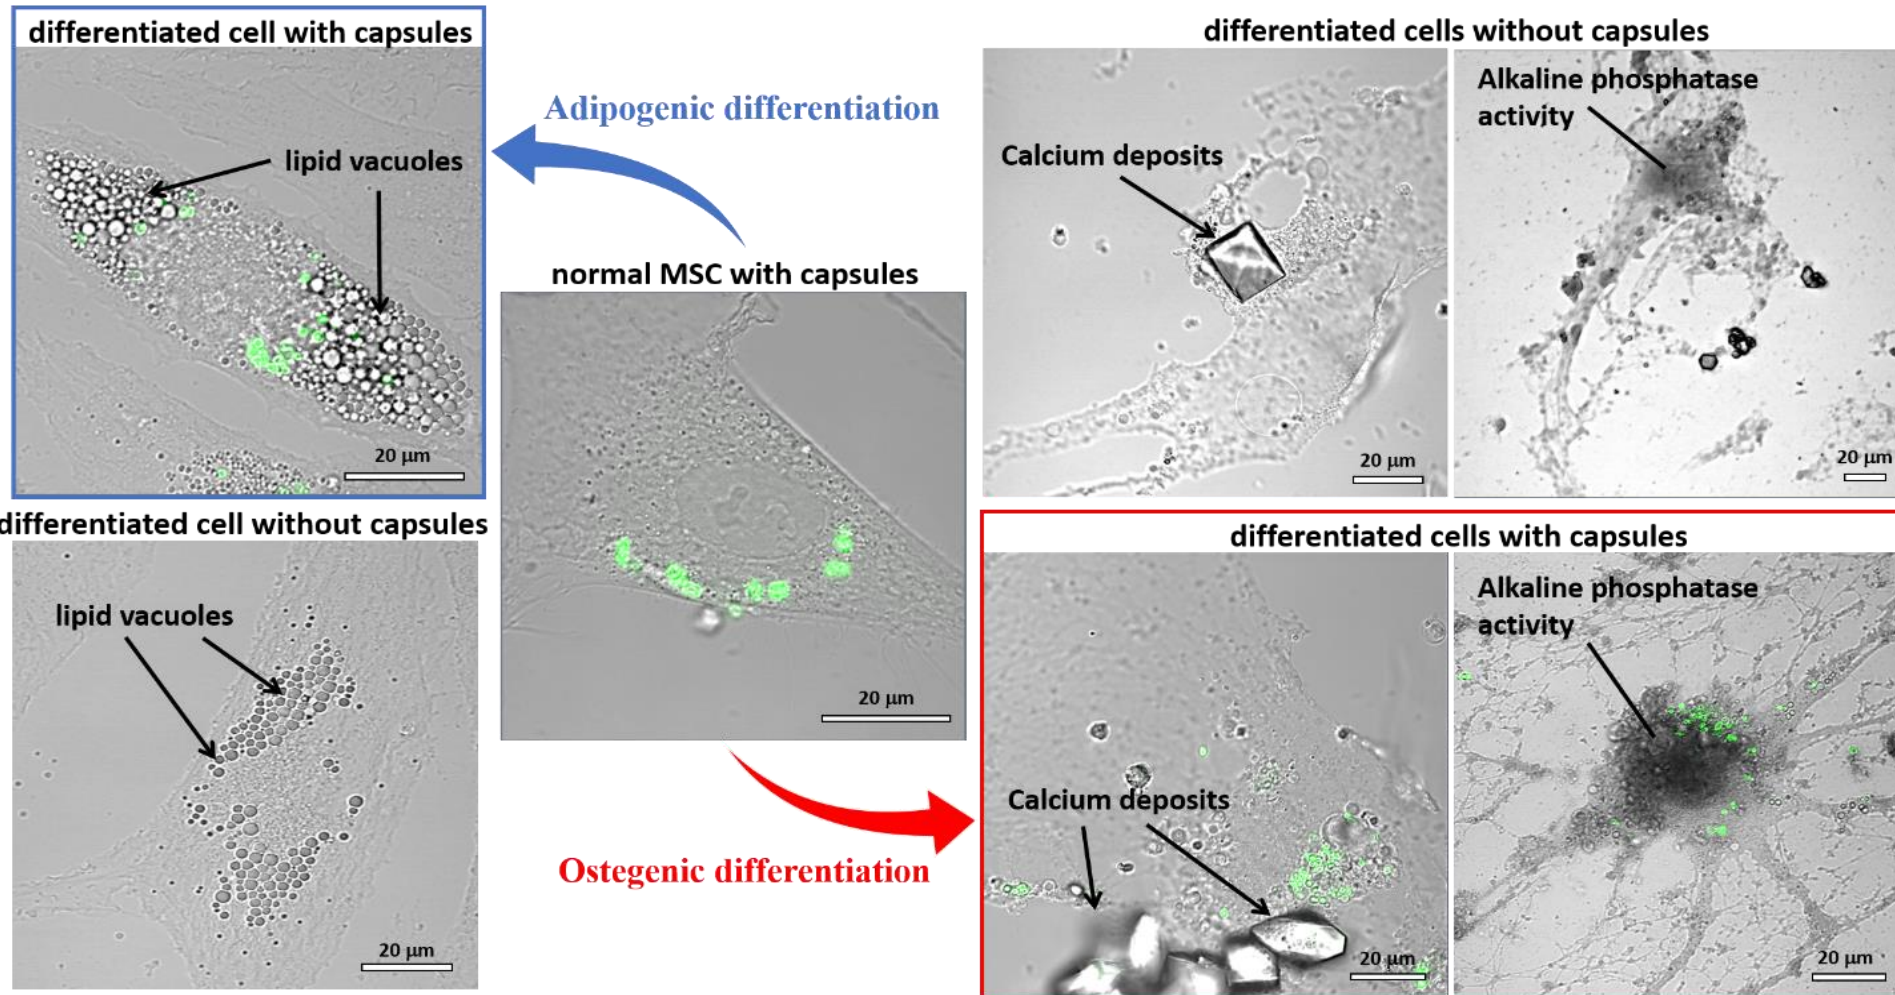 differentiated cell with capsules
lipid vacuoles
20 µm
differentiated cell without capsules
lipid vacuoles
20 µm
Adipogenic differentiation
normal MSC with capsules
20 µm
Ostegenic differentiation
differentiated cells without capsules
Calcium deposits
20 µm
Alkaline phosphatase
activity
20 µm
differentiated cells with capsules
Calcium deposits
20 µm
Alkaline phosphatase
activity
20 µm